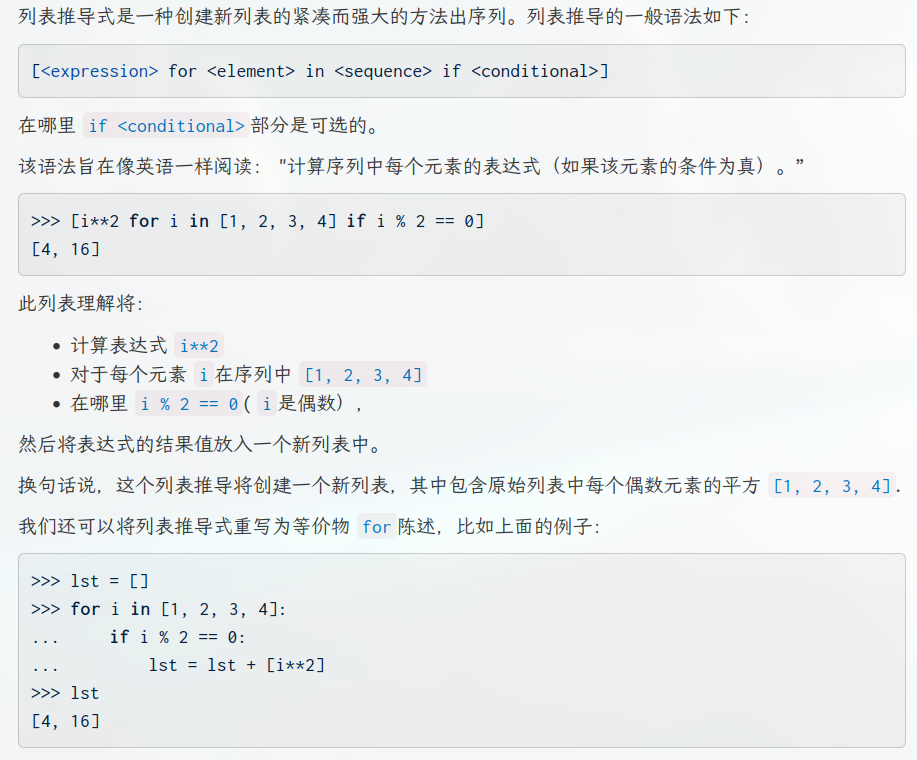 列表推导式是一种创建新列表的紧凑而强大的方法出序列。列表推导的一般语法如下：
[<expression> for <element> in <sequence> if <conditional>]
在哪里 if <conditional> 部分是可选的。
该语法旨在像英语一样阅读： "计算序列中每个元素的表达式（如果该元素的条件为真）。”
>>> [i**2 for i in [1, 2, 3, 4] if i % 2 == 0]
[4, 16]
此列表理解将：
• 计算表达式 i**2
• 对于每个元素 i 在序列中 [1, 2, 3, 4]
• 在哪里 i % 2 == 0 ( i 是偶数），
然后将表达式的结果值放入一个新列表中。
换句话说，这个列表推导将创建一个新列表，其中包含原始列表中每个偶数元素的平方 [1, 2, 3, 4] .
我们还可以将列表推导式重写为等价物 for 陈述，比如上面的例子：
>>> lst = []
>>> for i in [1, 2, 3, 4]:
...     if i % 2 == 0:
...         lst = lst + [i**2]
>>> lst
[4, 16]